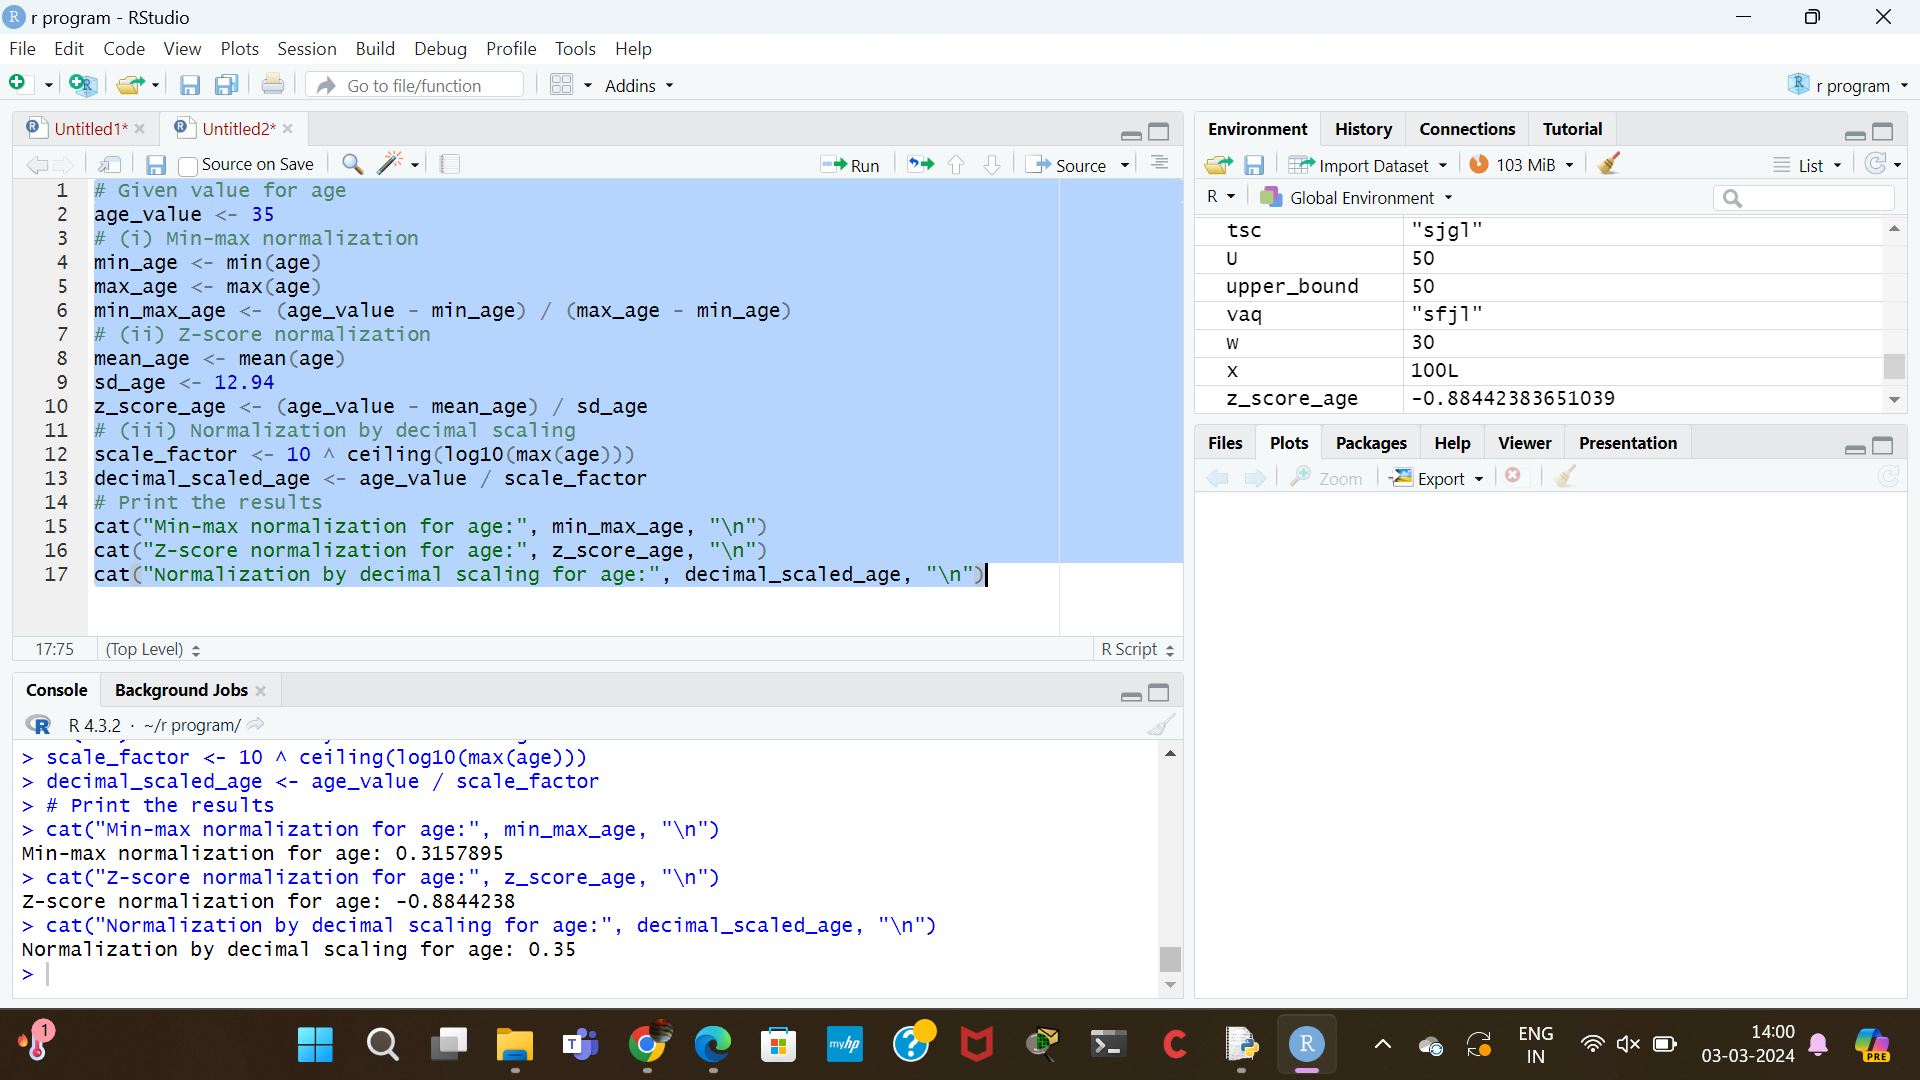 r program - RStudio
File Edit Code View Plots Session Build Debug Profile Tools Help
Go to file/function Addins r program
Untitled1* Untitled2*
Source on Save Run Source
1 # Given value for age
2 age_value <- 35
3 # (i) Min-max normalization
4 min_age <- min(age)
5 max_age <- max(age)
6 min_max_age <- (age_value - min_age) / (max_age - min_age)
7 # (ii) Z-score normalization
8 mean_age <- mean(age)
9 sd_age <- 12.94
10 z_score_age <- (age_value - mean_age) / sd_age
11 # (iii) Normalization by decimal scaling
12 scale_factor <- 10 ^ ceiling(log10(max(age)))
13 decimal_scaled_age <- age_value / scale_factor
14 # Print the results
15 cat("Min-max normalization for age:", min_max_age, "\n")
16 cat("Z-score normalization for age:", z_score_age, "\n")
17 cat("Normalization by decimal scaling for age:", decimal_scaled_age, "\n")
17:75 (Top Level) R Script
Console Background Jobs
R 4.3.2 · ~/r program/
> scale_factor <- 10 ^ ceiling(log10(max(age)))
> decimal_scaled_age <- age_value / scale_factor
> # Print the results
> cat("Min-max normalization for age:", min_max_age, "\n")
Min-max normalization for age: 0.3157895
> cat("Z-score normalization for age:", z_score_age, "\n")
Z-score normalization for age: -0.8844238
> cat("Normalization by decimal scaling for age:", decimal_scaled_age, "\n")
Normalization by decimal scaling for age: 0.35
>
Environment History Connections Tutorial
Import Dataset 103 MiB List
R Global Environment
tsc "sjgl"
U 50
upper_bound 50
vaq "sfjl"
w 30
x 100L
z_score_age -0.88442383651039
Files Plots Packages Help Viewer Presentation
Zoom Export
1
T
myhp
?
C
R
ENG
IN
14:00
03-03-2024
PRE